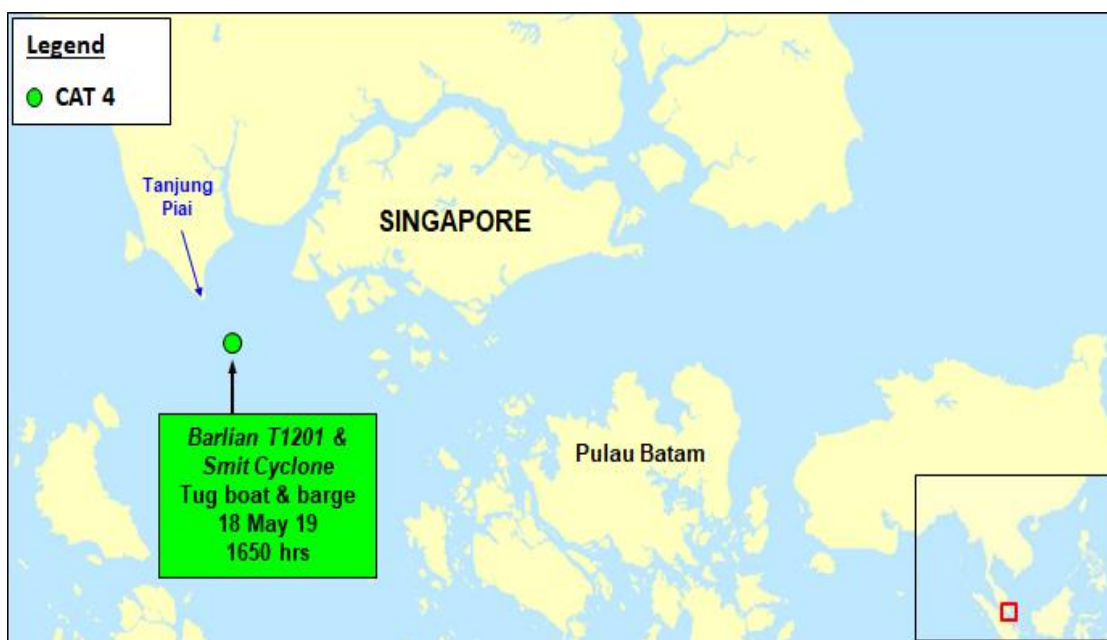 Legend
CAT 4
Tanjung
Piai
SINGAPORE
Barlian T1201 &
Smit Cyclone
Tug boat & barge
18 May 19
1650 hrs
Pulau Batam